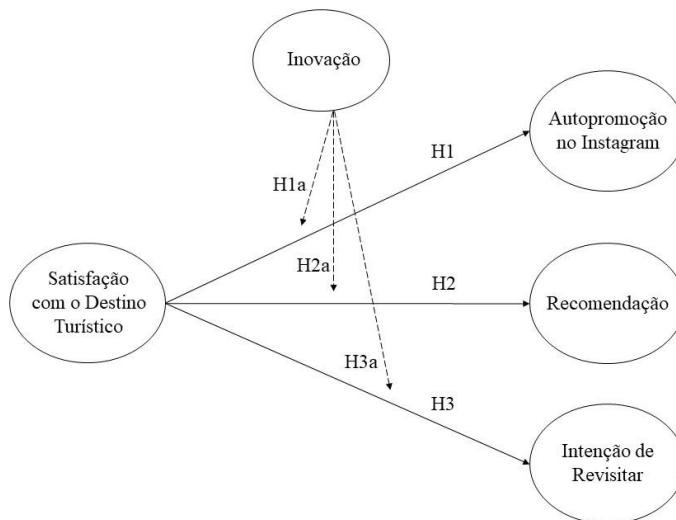 Inovação
Autopromoção
no Instagram
H1
H1a
H2a
Satisfação
com o Destino
Turístico
H2
Recomendação
H3a
H3
Intenção de
Revisitar